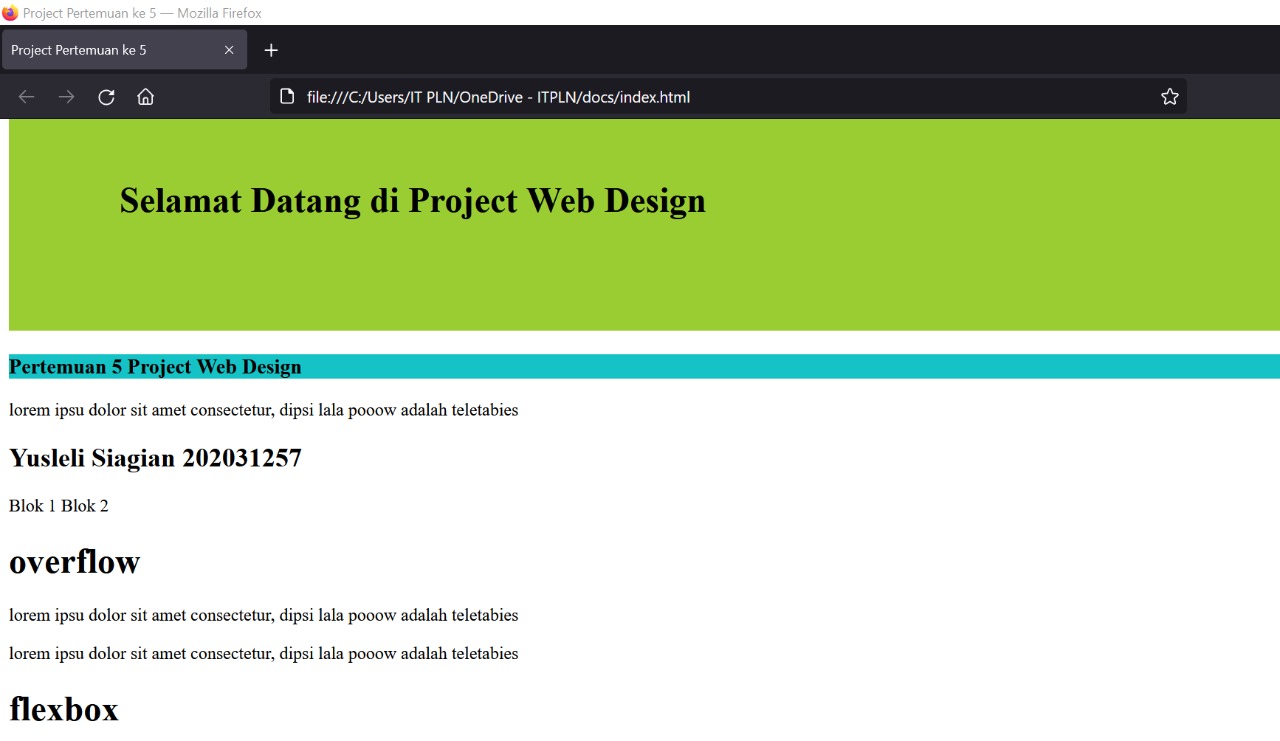 Project Pertemuan ke 5 — Mozilla Firefox
Project Pertemuan ke 5
file:///C:/Users/IT PLN/OneDrive - ITPLN/docs/index.html
Selamat Datang di Project Web Design
Pertemuan 5 Project Web Design
lorem ipsu dolor sit amet consectetur, dipsi lala pooow adalah teletabies
Yusleli Siagian 202031257
Blok 1 Blok 2
overflow
lorem ipsu dolor sit amet consectetur, dipsi lala pooow adalah teletabies
lorem ipsu dolor sit amet consectetur, dipsi lala pooow adalah teletabies
flexbox